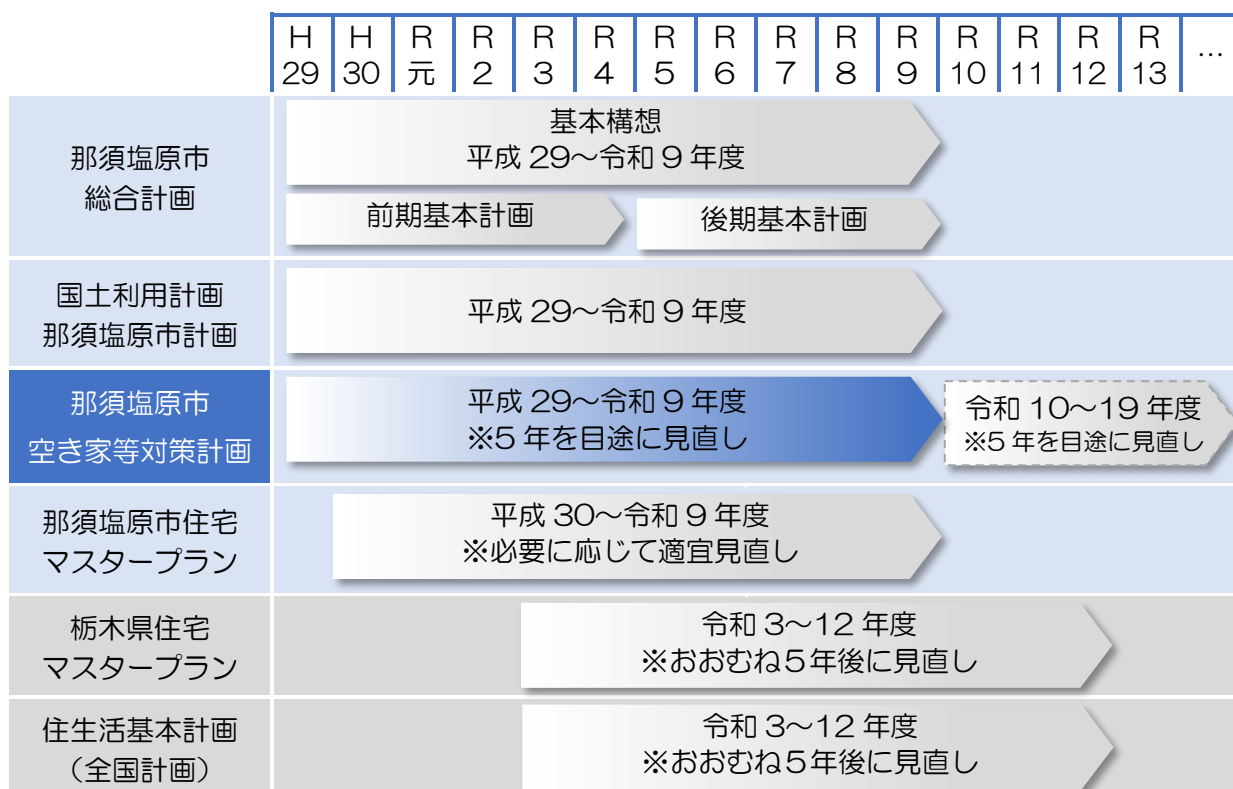 H 29 H 30 R 元 R 2 R 3 R 4 R 5 R 6 R 7 R 8 R 9 R 10 R 11 R 12 R 13 …
那須塩原市
総合計画
基本構想
平成 29～令和 9 年度
前期基本計画
後期基本計画
国土利用計画
那須塩原市計画
平成 29～令和 9 年度
那須塩原市
空き家等対策計画
平成 29～令和 9 年度
※5 年を目途に見直し
令和 10～19 年度
※5 年を目途に見直し
那須塩原市住宅
マスタープラン
平成 30～令和 9 年度
※必要に応じて適宜見直し
栃木県住宅
マスタープラン
令和 3～12 年度
※おおむね５年後に見直し
住生活基本計画
（全国計画）
令和 3～12 年度
※おおむね５年後に見直し